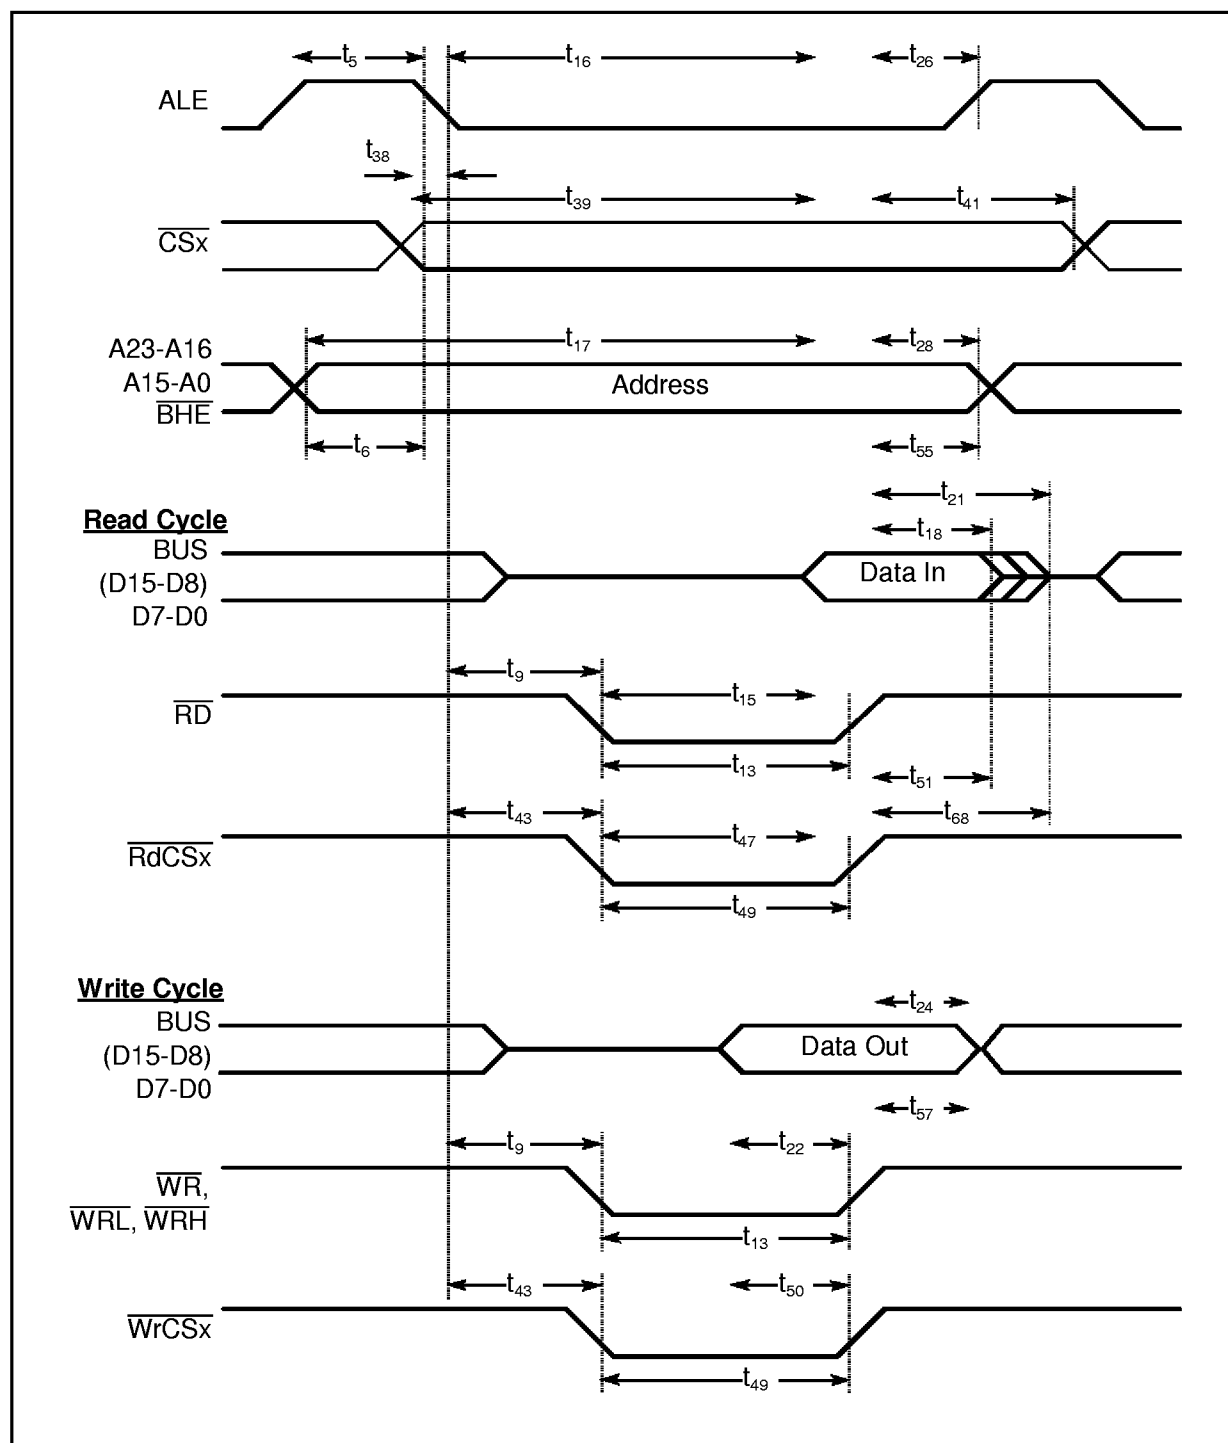 t5 t16 t26
ALE
t38
t39 t41
CSx
t17 t28
A23-A16
A15-A0 Address
BHE
t6 t55
t21
t18
Read Cycle
BUS
(D15-D8) Data In
D7-D0
t9
t15
RD
t13 t51
t43 t68
t47
RdCSx
t49
Write Cycle
t24
BUS
(D15-D8) Data Out
D7-D0
t57
t9 t22
WR,
WRL, WRH
t13
t43 t50
WrCSx
t49